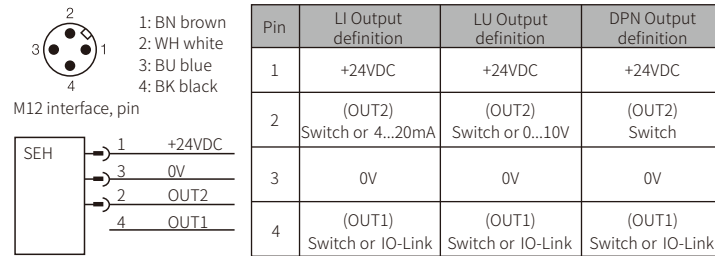 2
3
1
4
1: BN brown
2: WH white
3: BU blue
4: BK black
M12 interface, pin
SEH
1 +24VDC
3 0V
2 OUT2
4 OUT1
Pin
LI Output
definition
LU Output
definition
DPN Output
definition
1
+24VDC
+24VDC
+24VDC
2
(OUT2)
Switch or 4...20mA
(OUT2)
Switch or 0...10V
(OUT2)
Switch
3
0V
0V
0V
4
(OUT1)
Switch or IO-Link
(OUT1)
Switch or IO-Link
(OUT1)
Switch or IO-Link